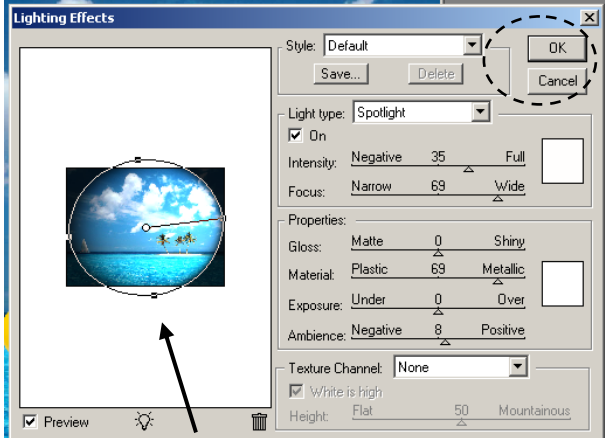 Lighting Effects
Style: Default
OK
Save... Delete
Cancel
Light type: Spotlight
On
Intensity: Negative 35 Full
Focus: Narrow 69 Wide
Properties:
Gloss: Matte 0 Shiny
Material: Plastic 69 Metallic
Exposure: Under 0 Over
Ambience: Negative 8 Positive
Texture Channel: None
White is high
Height: Flat 50 Mountainous
Preview